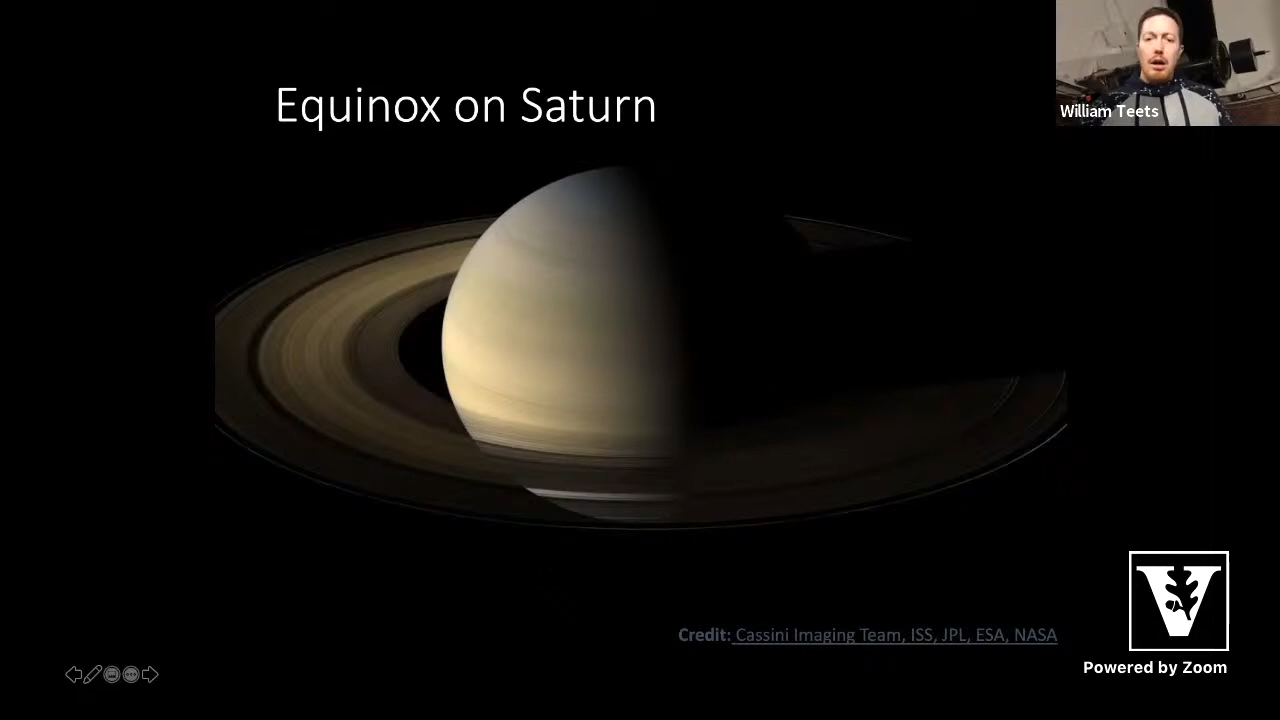 Equinox on Saturn
William Teets
Credit: Cassini Imaging Team, ISS, JPL, ESA, NASA
V
Powered by Zoom